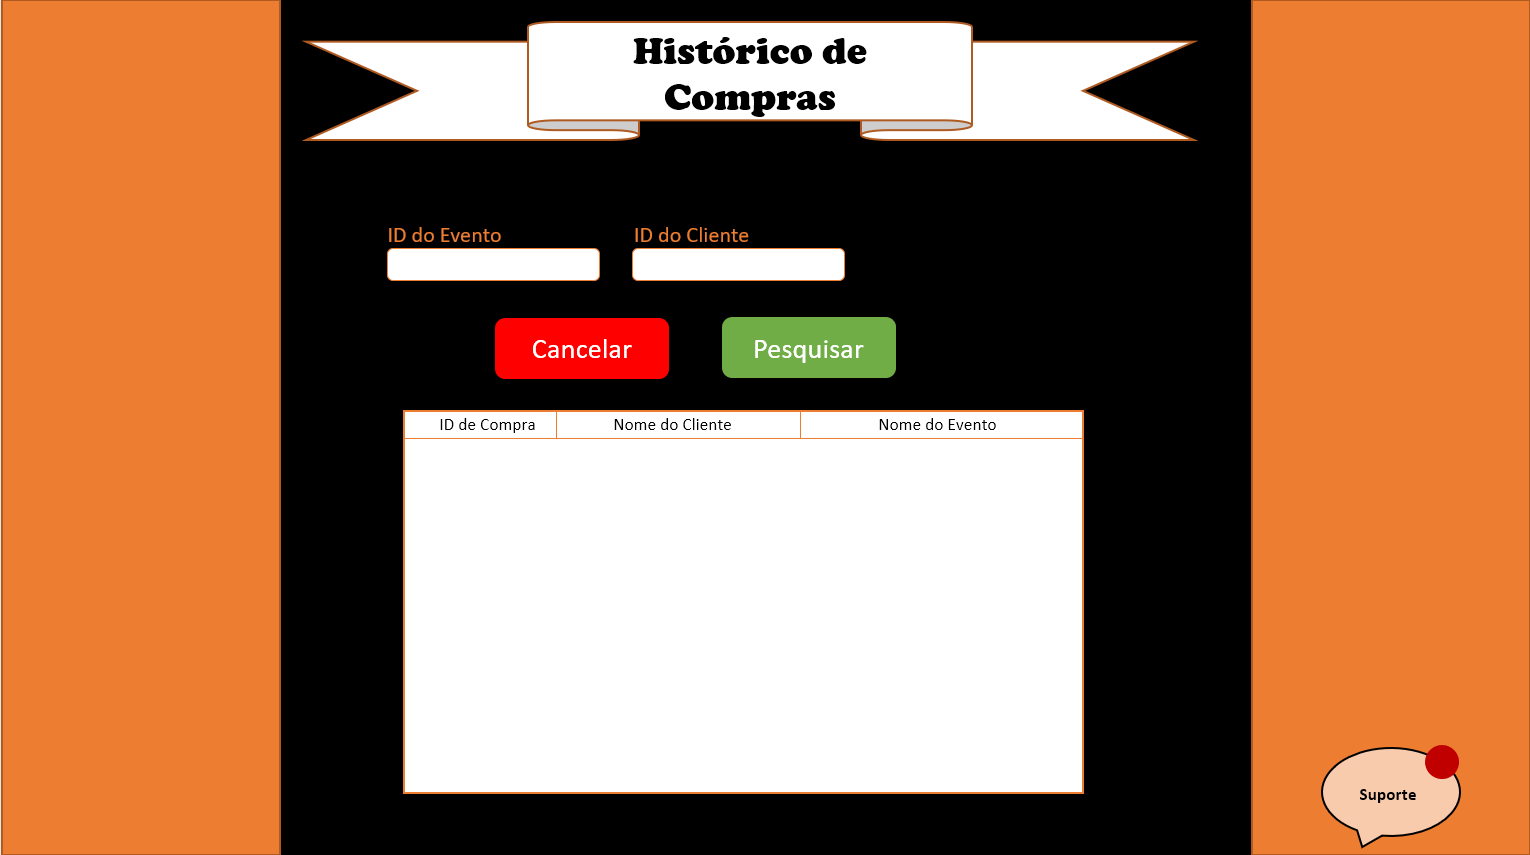 Histórico de
Compras
ID do Evento
ID do Cliente
Cancelar
Pesquisar
ID de Compra
Nome do Cliente
Nome do Evento
Suporte